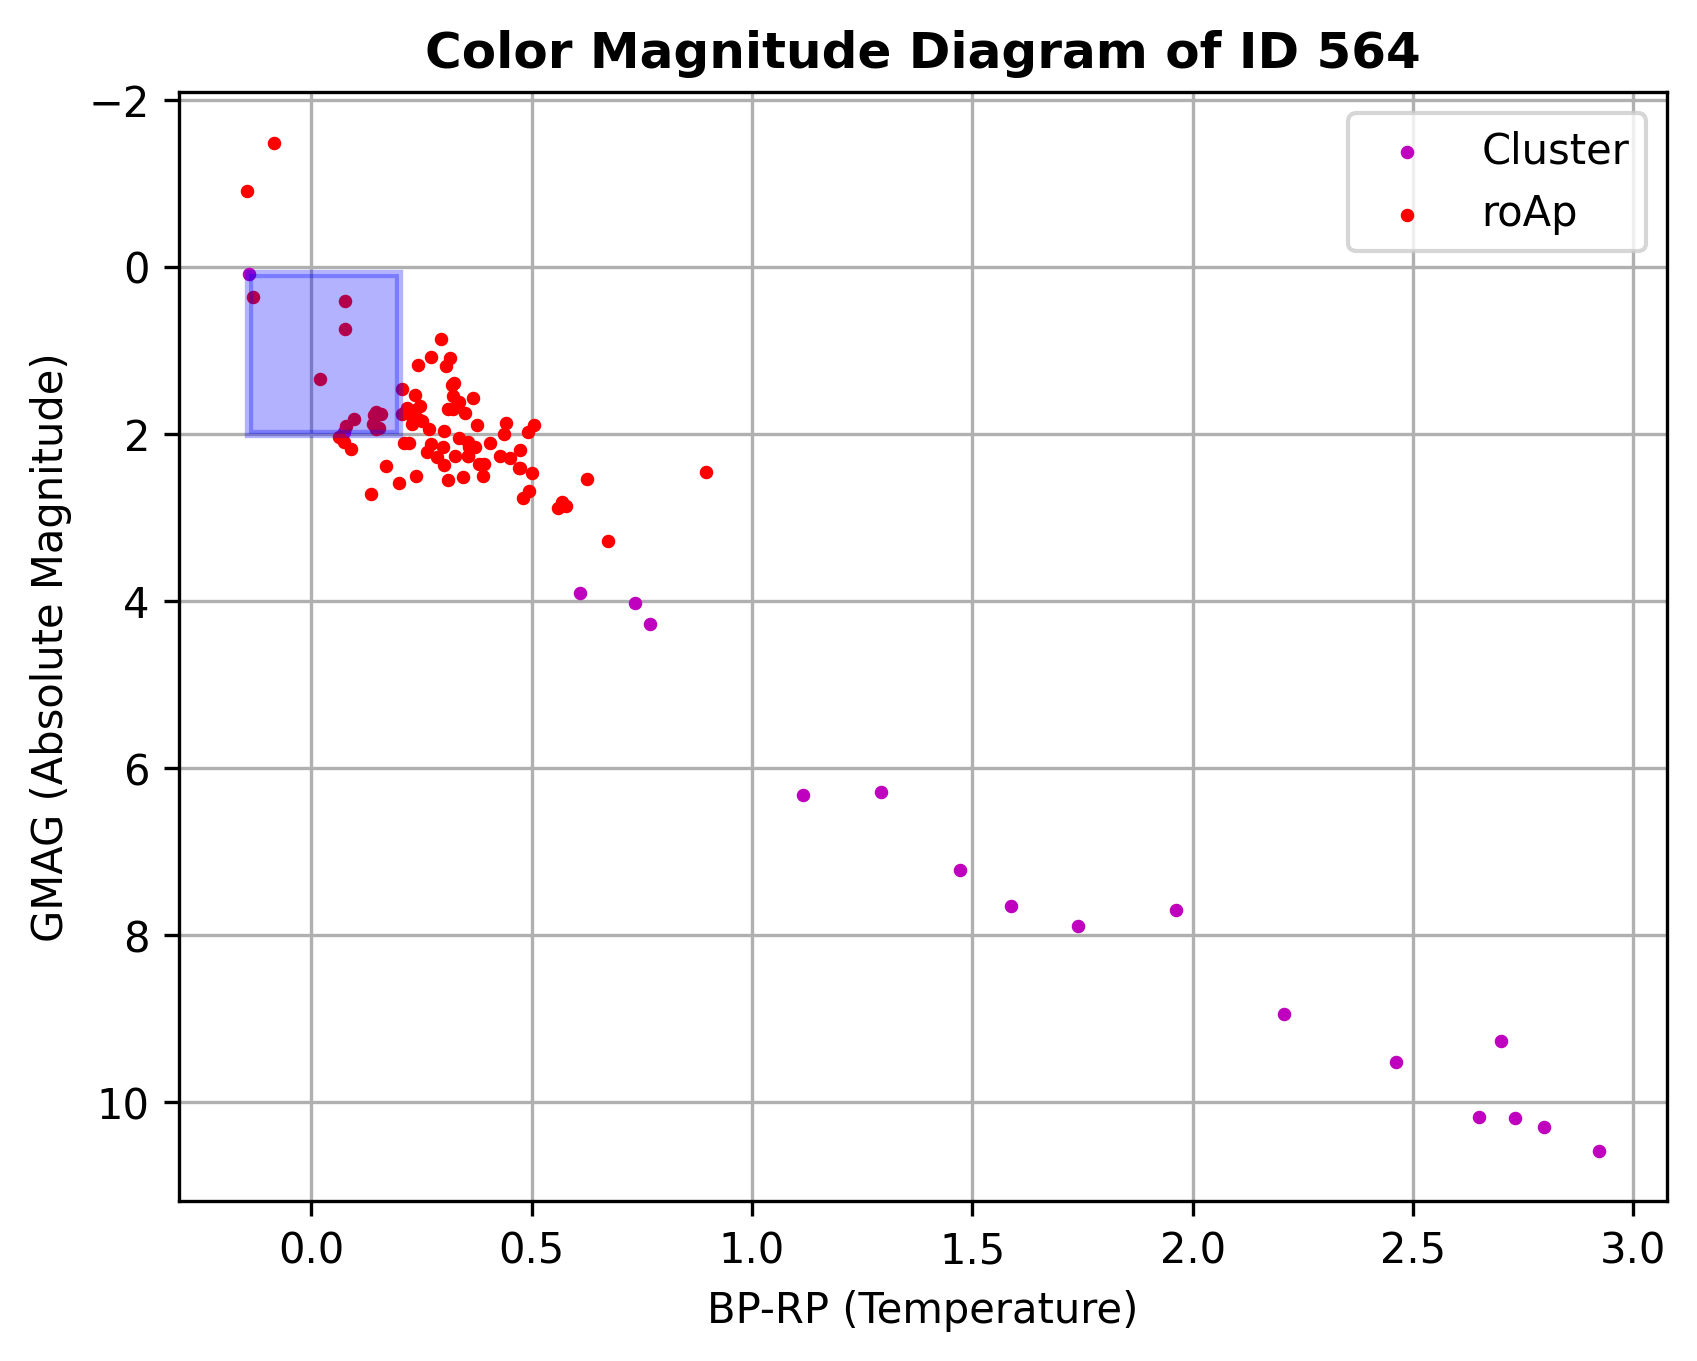 Color Magnitude Diagram of ID 564
Cluster
roAp
GMAG (Absolute Magnitude)
−2
0
2
4
6
8
10
0.0 0.5 1.0 1.5 2.0 2.5 3.0
BP-RP (Temperature)